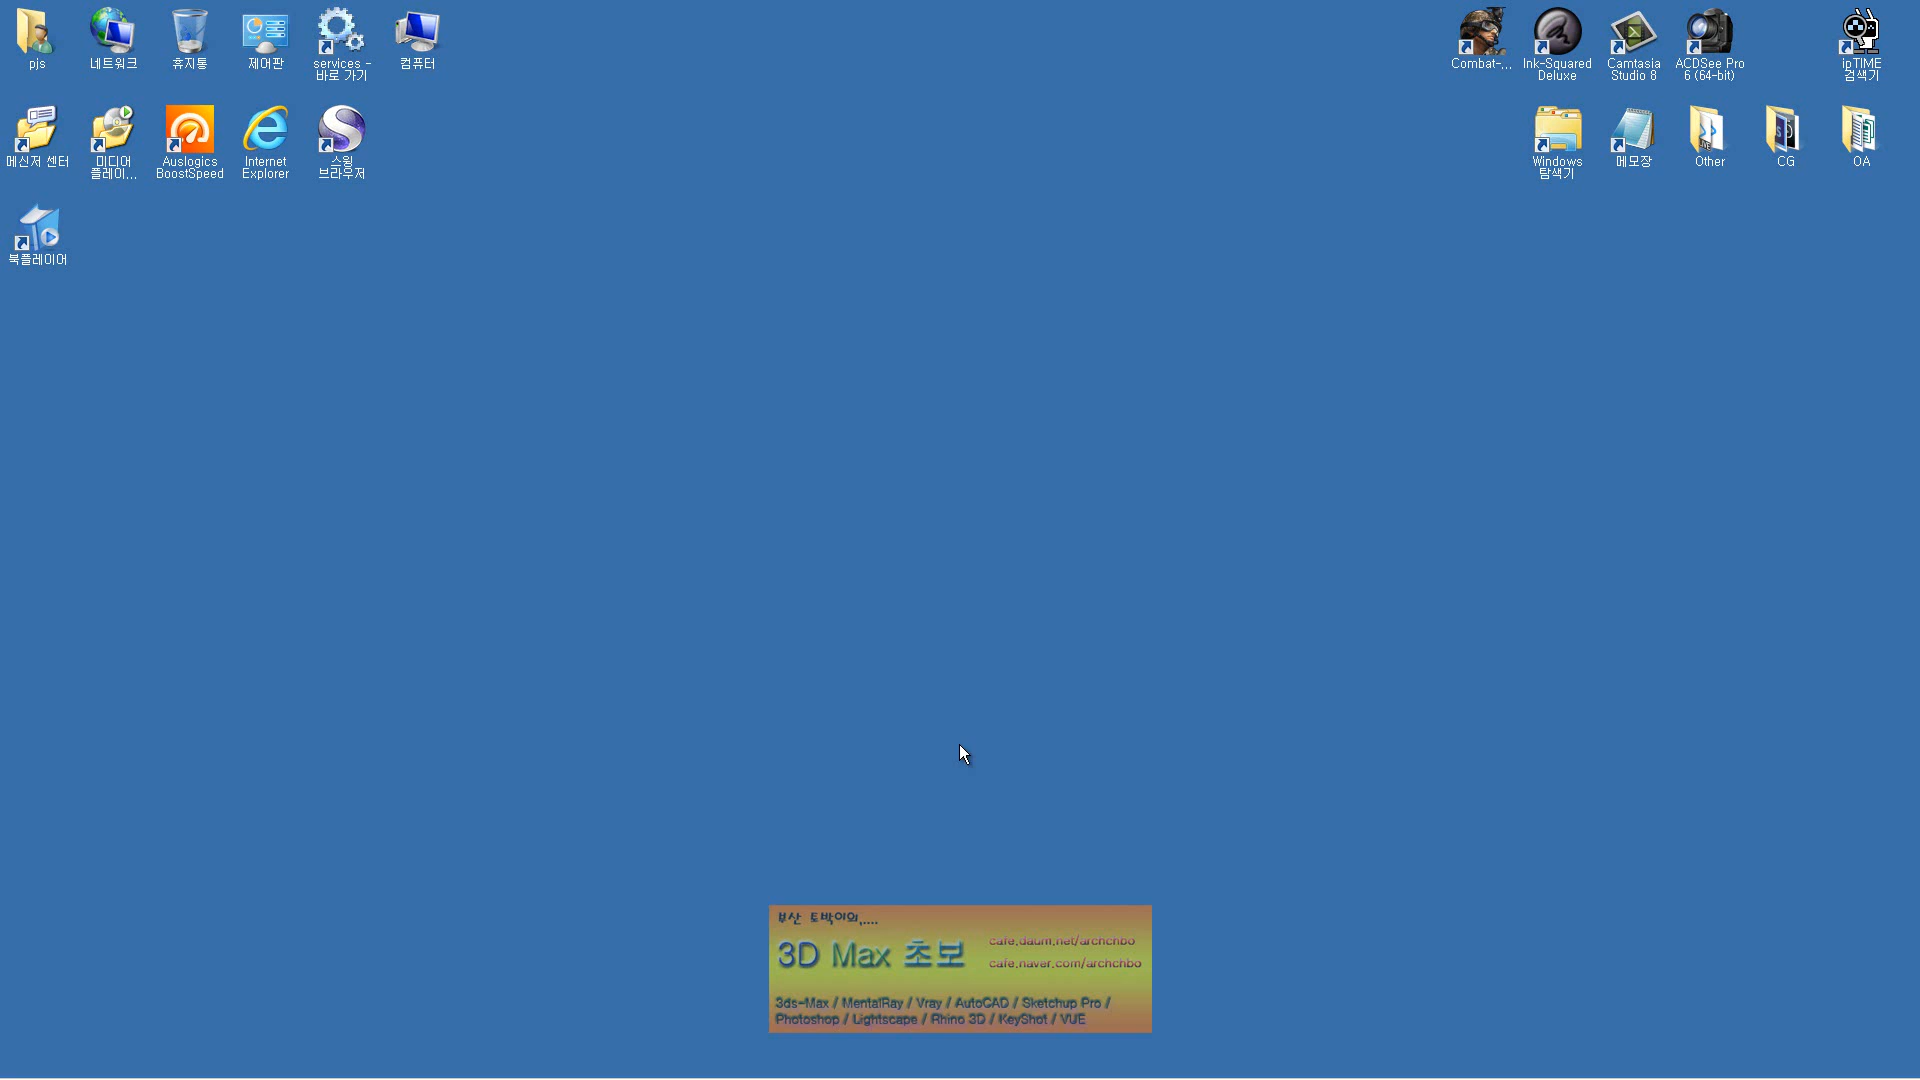 pjs
네트워크
휴지통
제어판
services -
바로 가기
컴퓨터
Combat-...
Ink-Squared
Deluxe
Camtasia
Studio 8
ACDSee Pro
6 (64-bit)
ipTIME
검색기
메신저 센터
미디어
플레이...
Auslogics
BoostSpeed
Internet
Explorer
스윙
브라우저
Windows
탐색기
메모장
Other
CG
OA
북플레이어
부산 토박이의,....
3D Max 초보
cafe.daum.net/archchbo
cafe.naver.com/archchbo
3ds-Max / MentalRay / Vray / AutoCAD / Sketchup Pro /
Photoshop / Lightscape / Rhino 3D / KeyShot / VUE